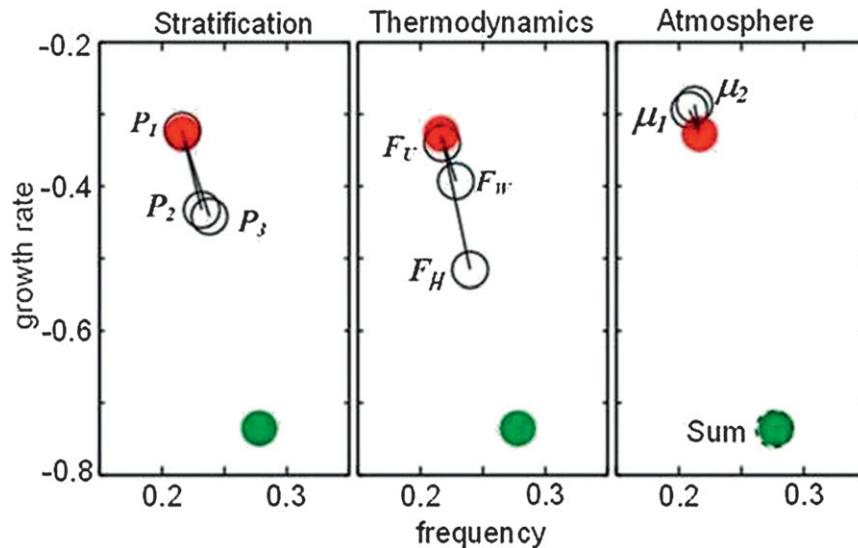 Stratification Thermodynamics Atmosphere
-0.2
-0.4
-0.6
-0.8
growth rate
P1
P2
P3
FU
FW
FH
μ1
μ2
Sum
0.2 0.3 0.2 0.3 0.2 0.3
frequency